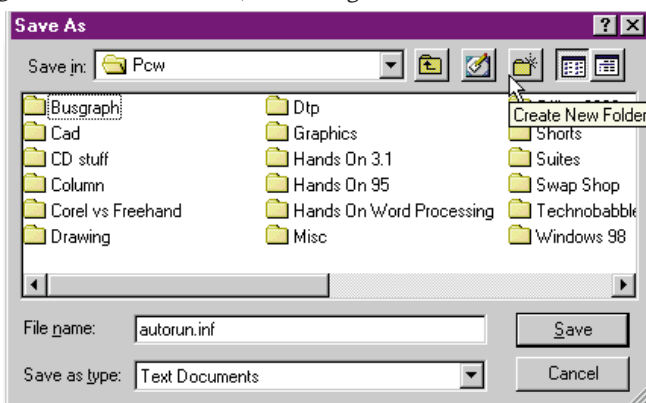 Save As
Save in: Pcw
Busgraph Dtp
Create New Folder
Cad Graphics Shorts
CD stuff Hands On 3.1 Suites
Column Hands On 95 Swap Shop
Corel vs Freehand Hands On Word Processing Technobabble
Drawing Misc Windows 98
File name: autorun.inf Save
Save as type: Text Documents Cancel